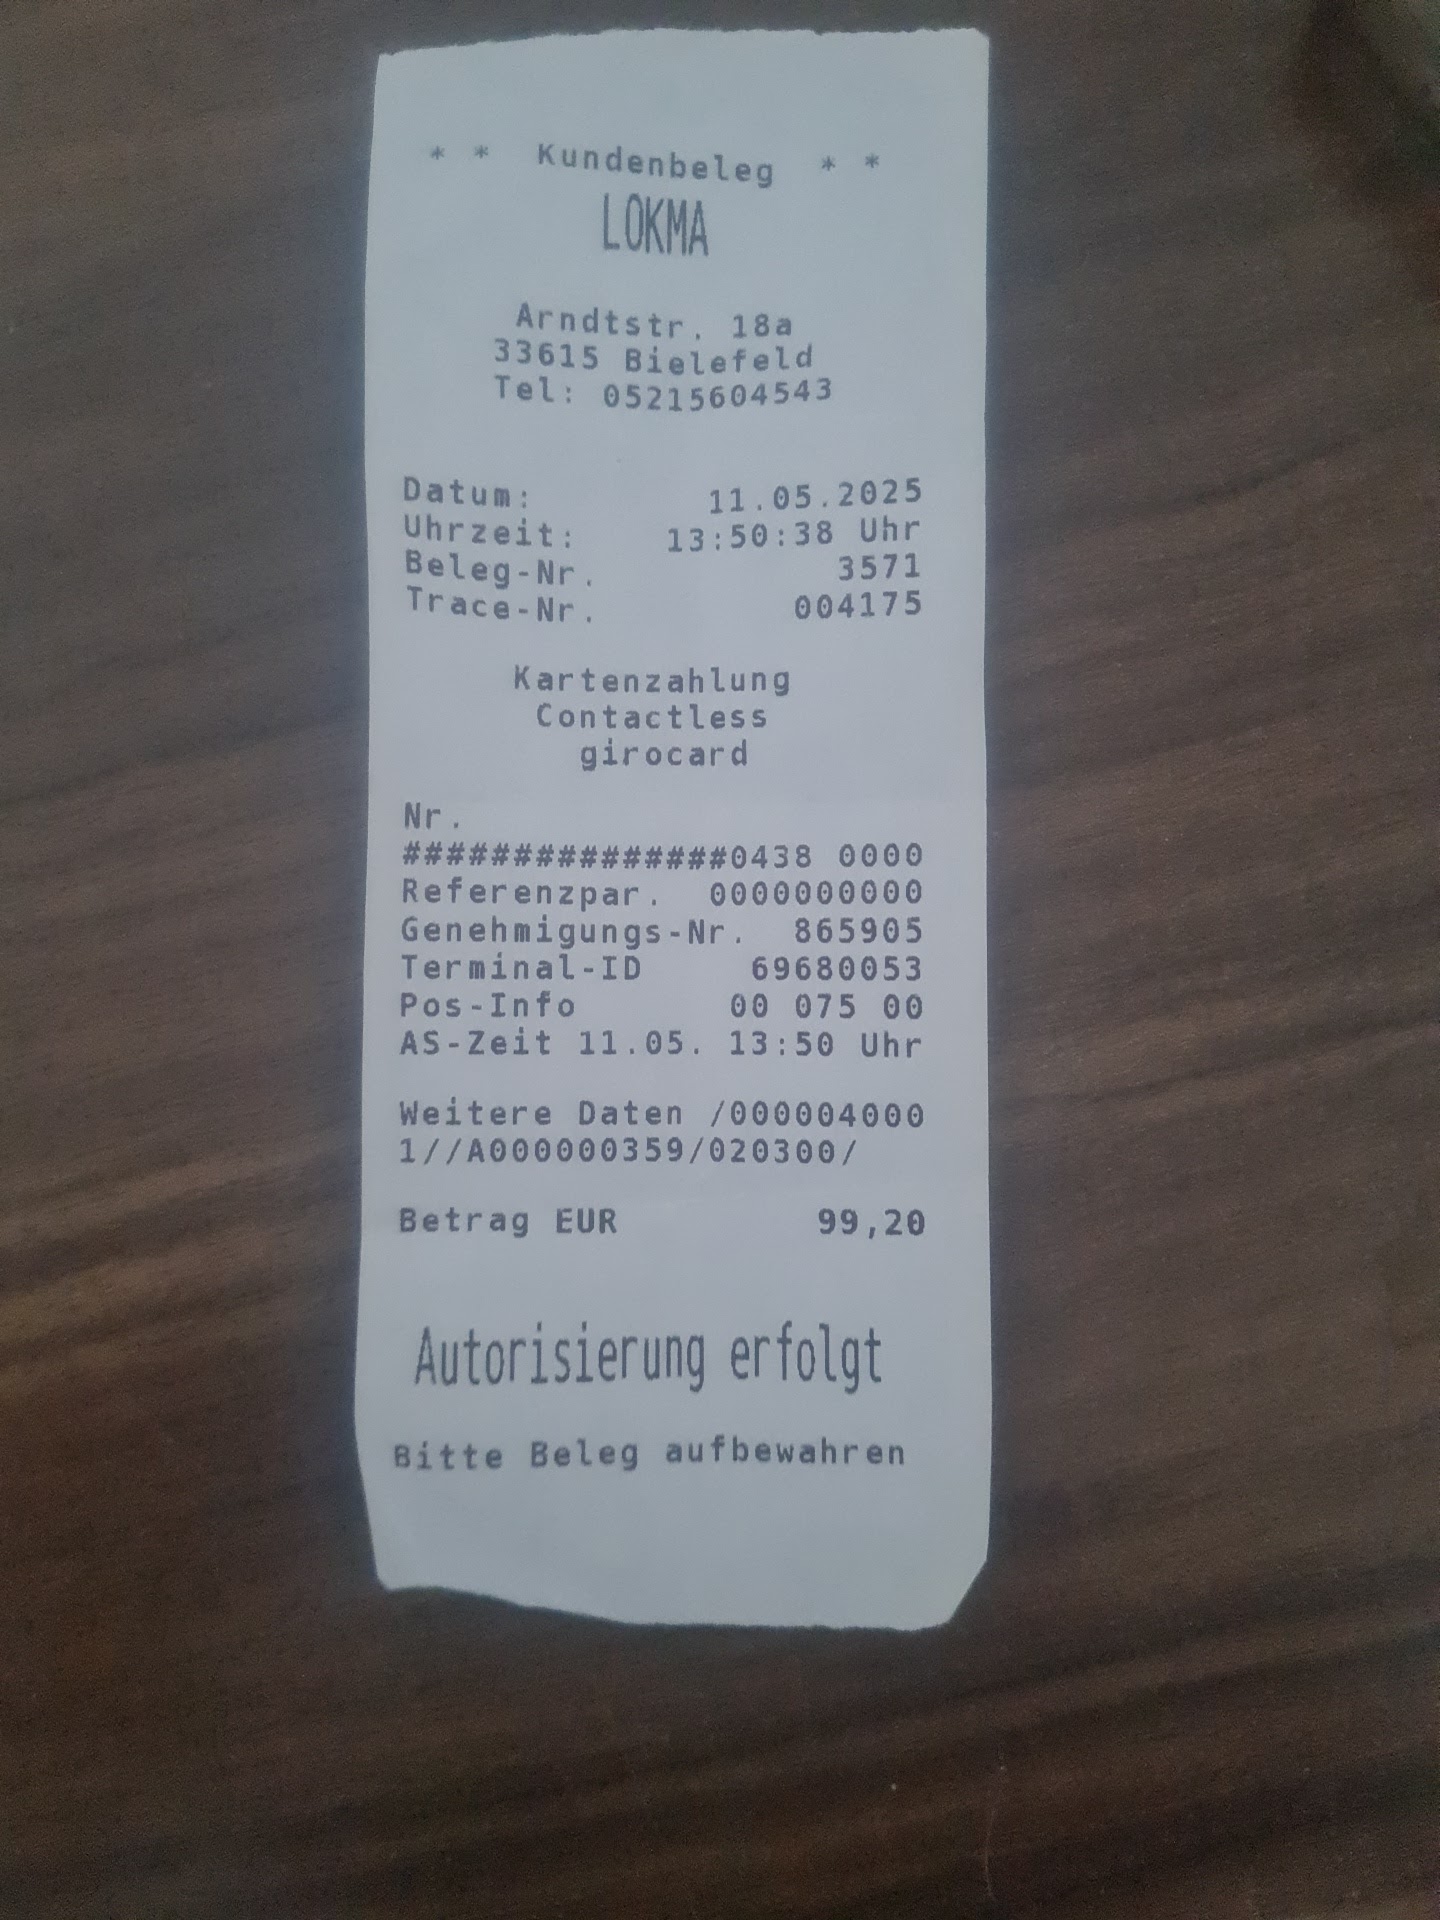 * * Kundenbeleg * *
LOKMA
Arndtstr. 18a
33615 Bielefeld
Tel: 05215604543
Datum: 11.05.2025
Uhrzeit: 13:50:38 Uhr
Beleg-Nr. 3571
Trace-Nr. 004175
Kartenzahlung
Contactless
girocard
Nr.
###############0438 0000
Referenzpar. 0000000000
Genehmigungs-Nr. 865905
Terminal-ID 69680053
Pos-Info 00 075 00
AS-Zeit 11.05. 13:50 Uhr
Weitere Daten /000004000
1//A000000359/020300/
Betrag EUR 99,20
Autorisierung erfolgt
Bitte Beleg aufbewahren